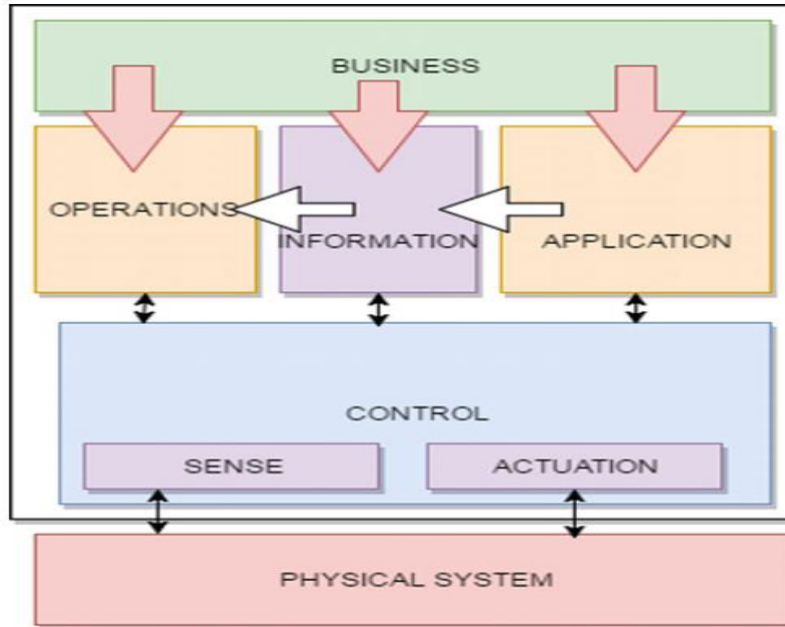 BUSINESS
OPERATIONS
INFORMATION
APPLICATION
CONTROL
SENSE
ACTUATION
PHYSICAL SYSTEM